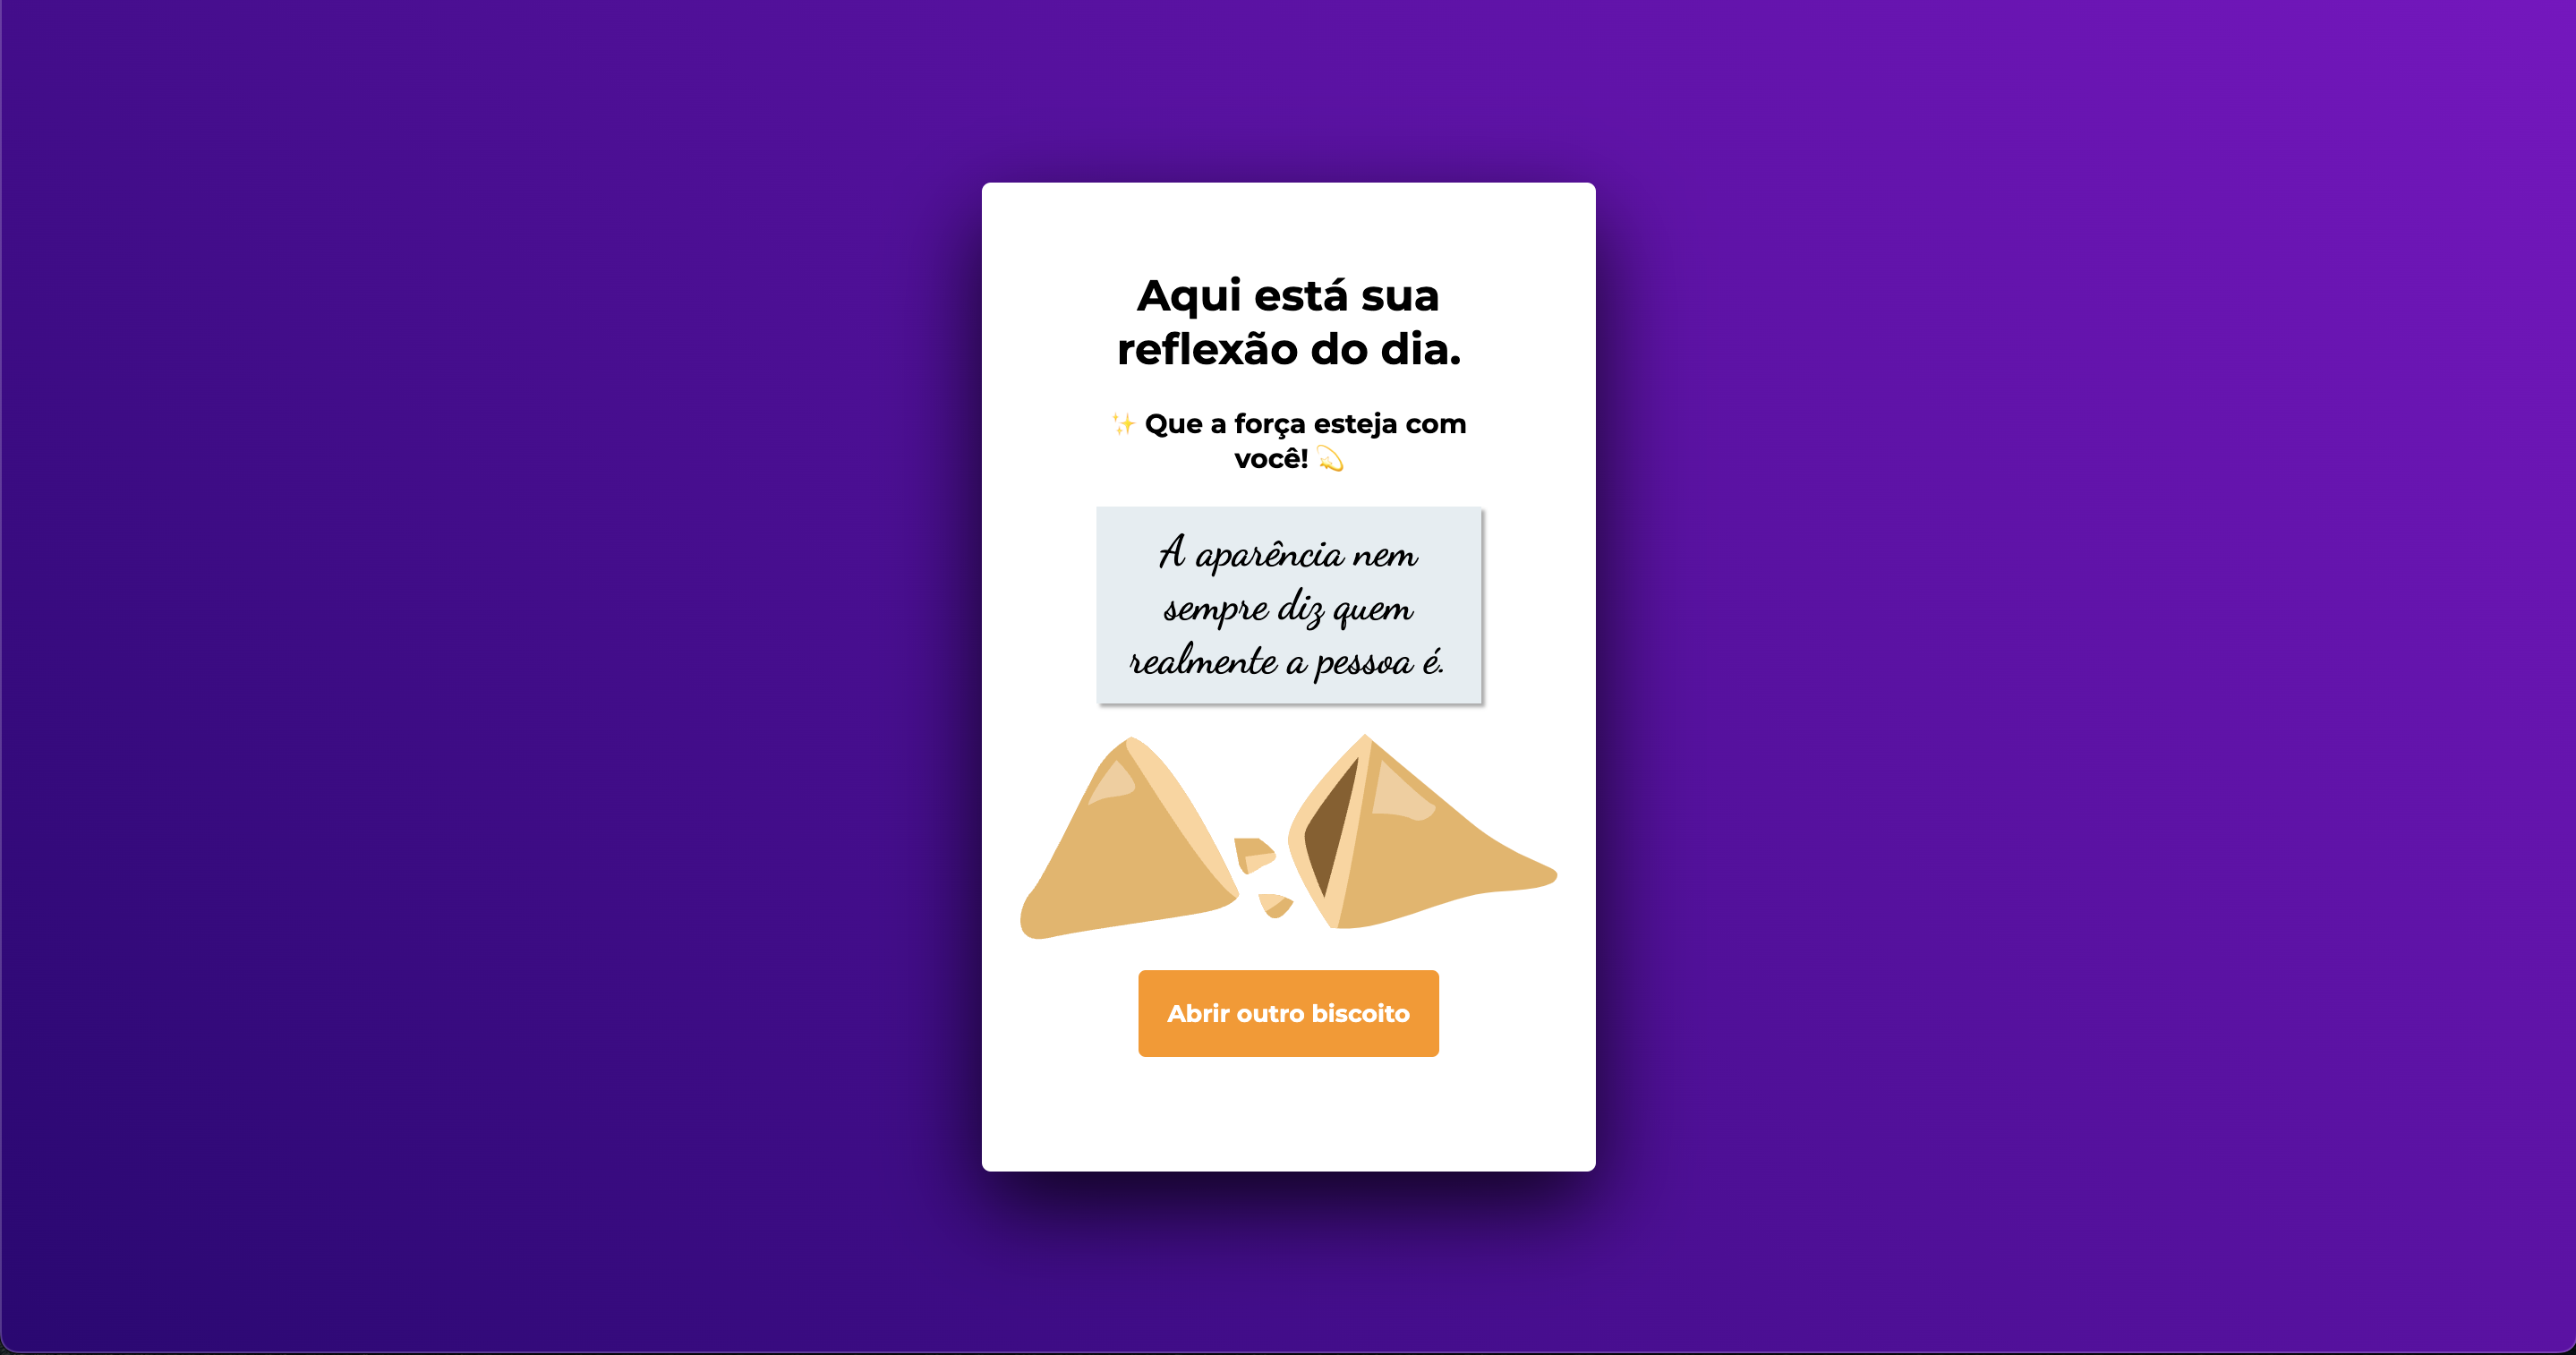 Aqui está sua
reflexão do dia.
✨ Que a força esteja com
você! 💫
A aparência nem
sempre diz quem
realmente a pessoa é.
Abrir outro biscoito